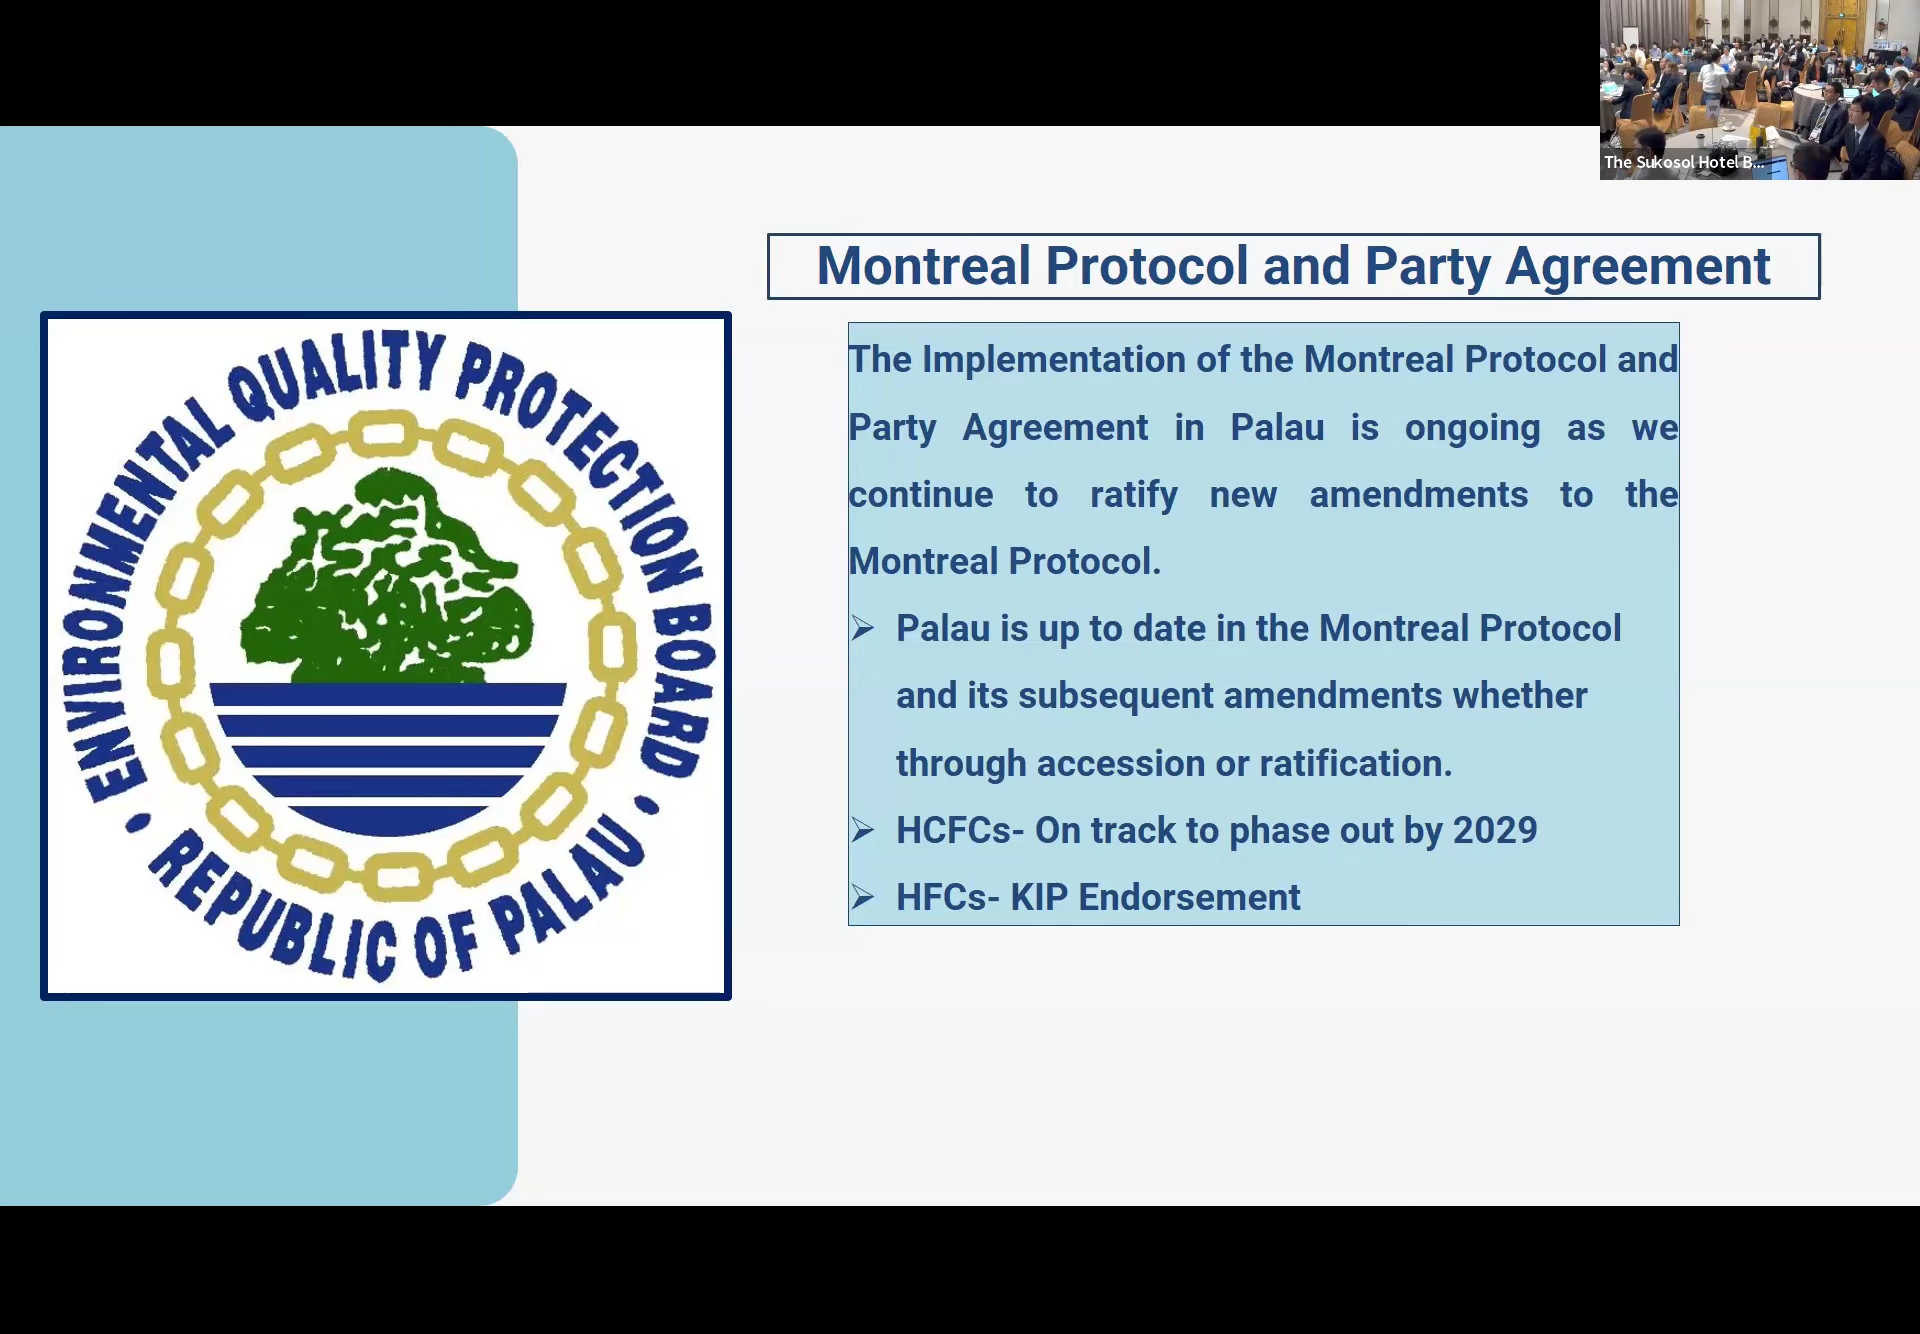 The Sukosol Hotel B...
Montreal Protocol and Party Agreement
ENVIRONMENTAL QUALITY PROTECTION BOARD
• REPUBLIC OF PALAU •
The Implementation of the Montreal Protocol and
Party Agreement in Palau is ongoing as we
continue to ratify new amendments to the
Montreal Protocol.
➢ Palau is up to date in the Montreal Protocol
and its subsequent amendments whether
through accession or ratification.
➢ HCFCs- On track to phase out by 2029
➢ HFCs- KIP Endorsement